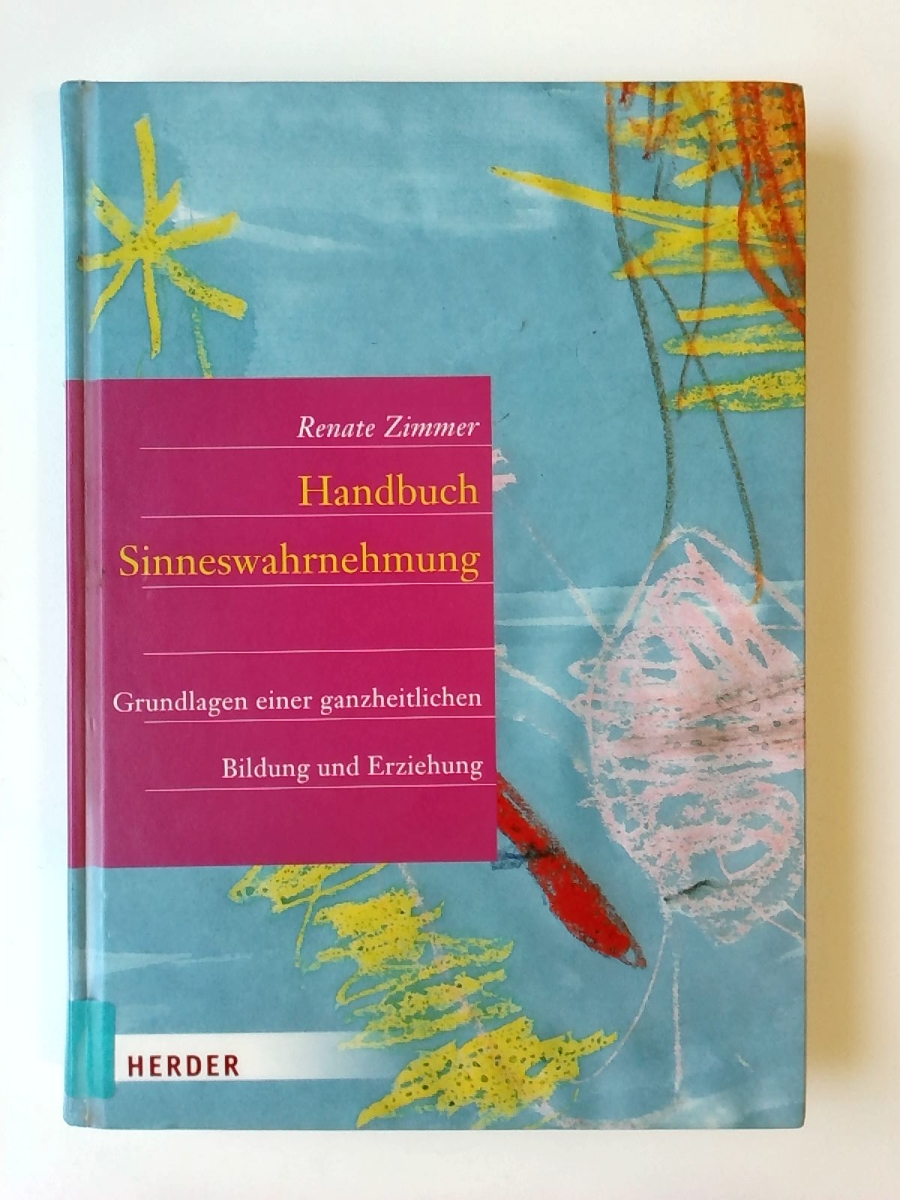 Renate Zimmer
Handbuch
Sinneswahrnehmung
Grundlagen einer ganzheitlichen
Bildung und Erziehung
HERDER